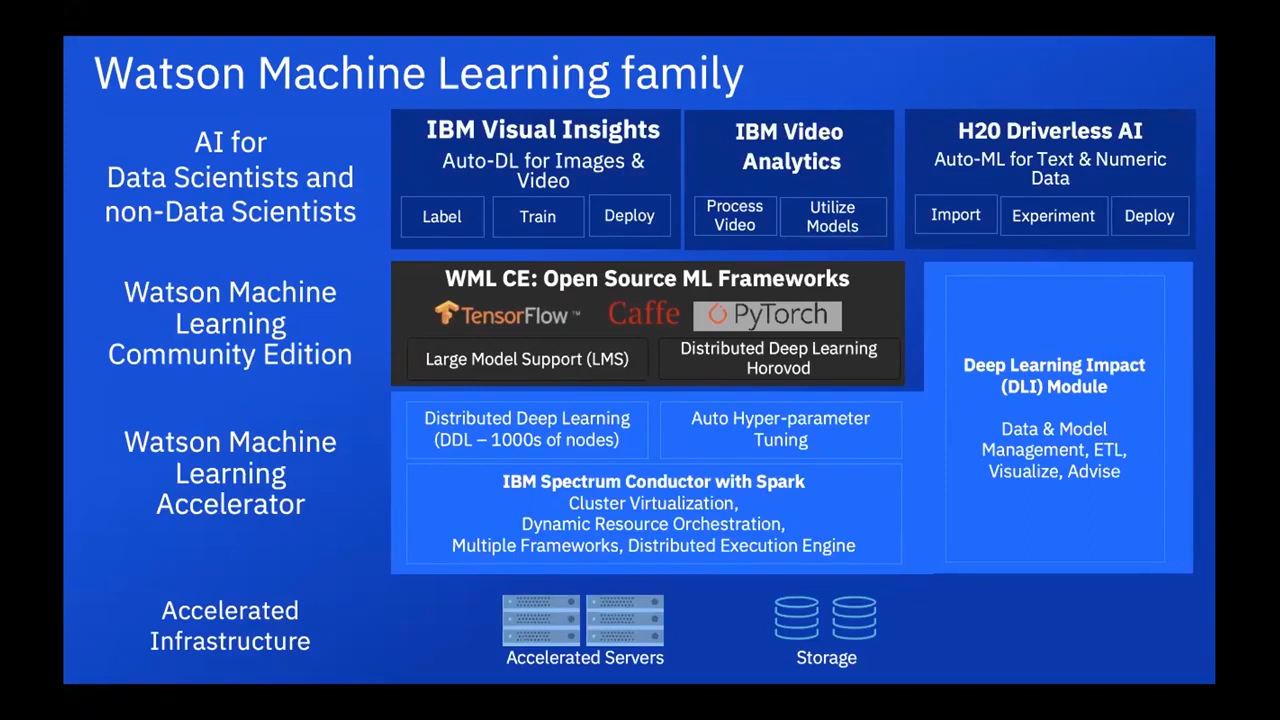 Watson Machine Learning family
AI for
Data Scientists and
non-Data Scientists
IBM Visual Insights
Auto-DL for Images &
Video
Label
Train
Deploy
IBM Video
Analytics
Process
Video
Utilize
Models
H20 Driverless AI
Auto-ML for Text & Numeric
Data
Import
Experiment
Deploy
Watson Machine
Learning
Community Edition
WML CE: Open Source ML Frameworks
TensorFlow™
Caffe
PyTorch
Large Model Support (LMS)
Distributed Deep Learning
Horovod
Deep Learning Impact
(DLI) Module
Data & Model
Management, ETL,
Visualize, Advise
Watson Machine
Learning
Accelerator
Distributed Deep Learning
(DDL – 1000s of nodes)
Auto Hyper-parameter
Tuning
IBM Spectrum Conductor with Spark
Cluster Virtualization,
Dynamic Resource Orchestration,
Multiple Frameworks, Distributed Execution Engine
Accelerated
Infrastructure
Accelerated Servers
Storage